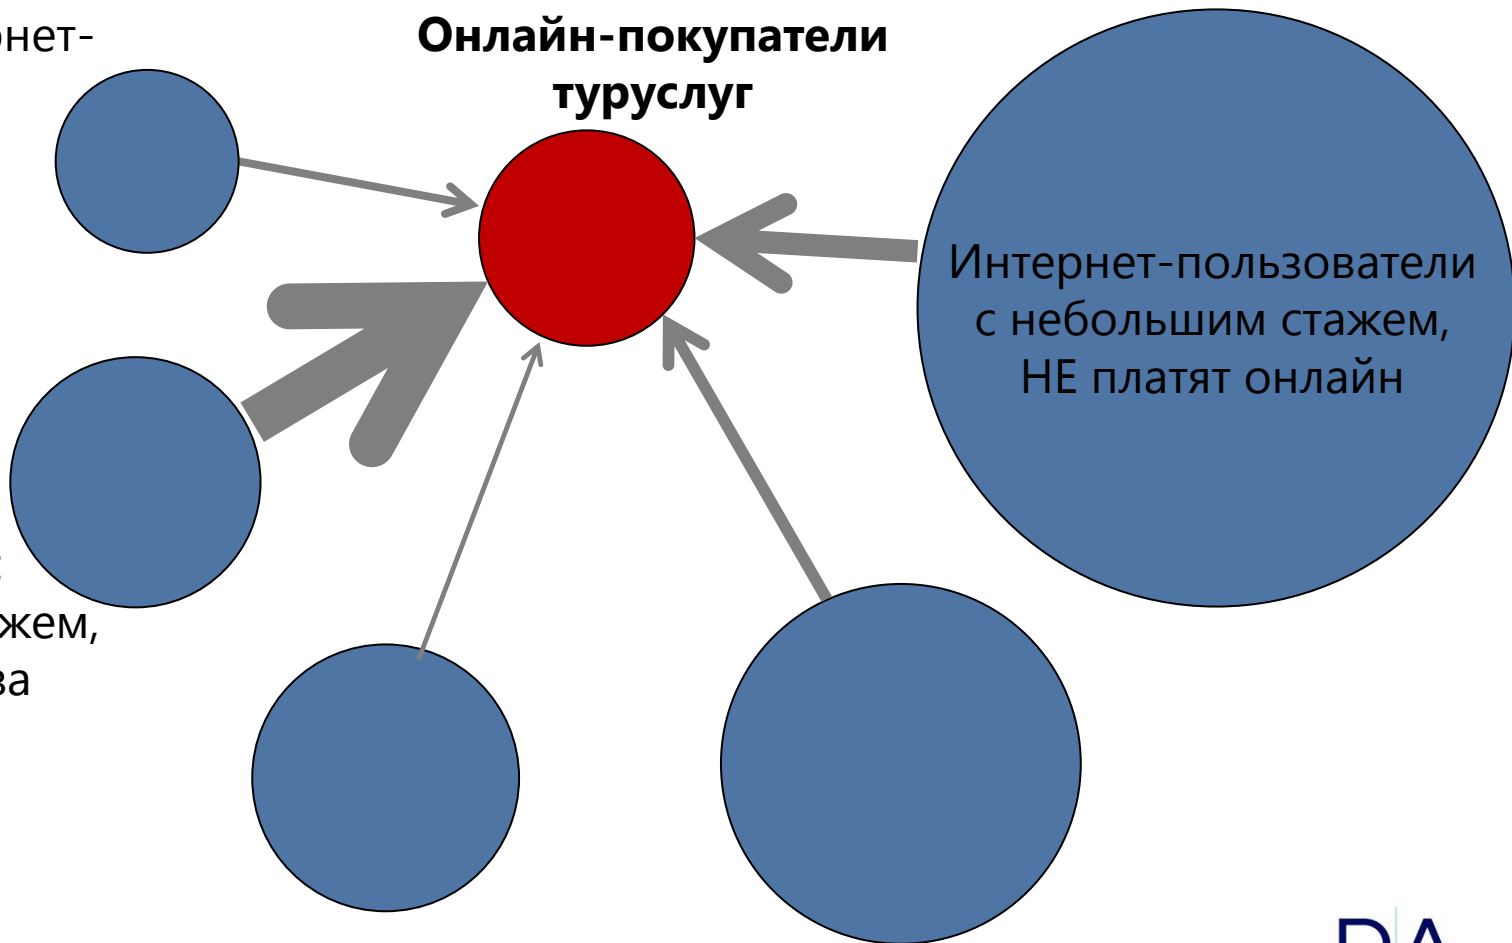 Онлайн-покупатели
туруслуг
Интернет-пользователи
с небольшим стажем,
НЕ платят онлайн